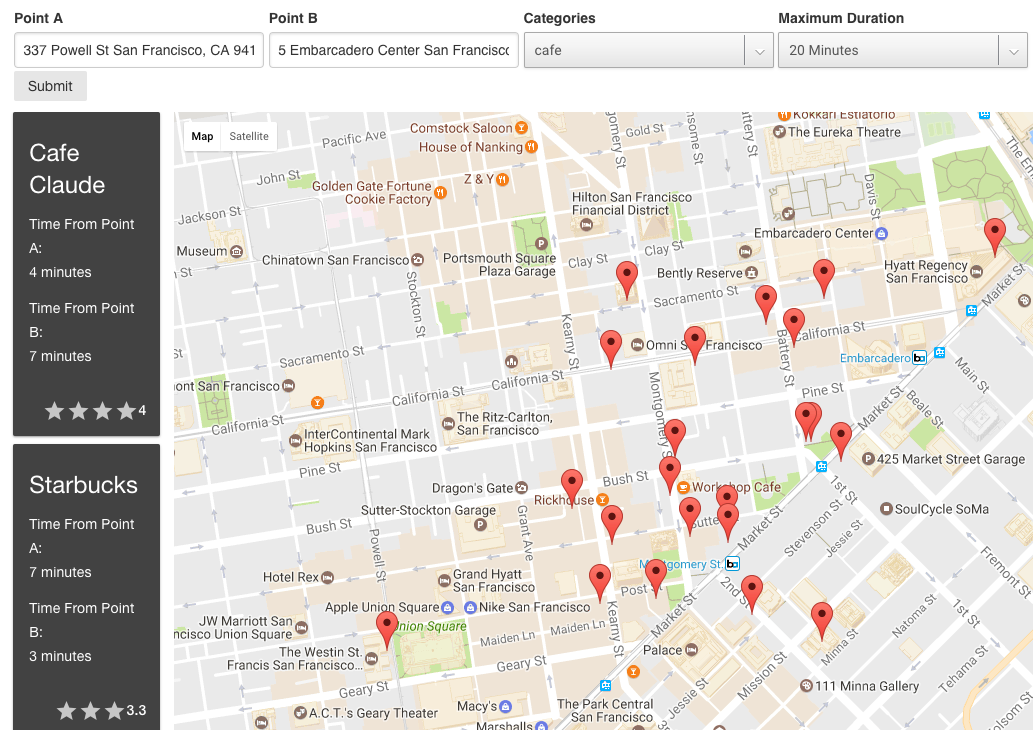 Point A
Point B
Categories
Maximum Duration
337 Powell St San Francisco, CA 941
5 Embarcadero Center San Francisc
cafe
20 Minutes
Submit
Cafe
Claude
Time From Point
A:
4 minutes
Time From Point
B:
7 minutes
4
Starbucks
Time From Point
A:
7 minutes
Time From Point
B:
3 minutes
3.3
Map
Satellite
Pacific Ave
Comstock Saloon
House of Nanking
Gold St
Kokkari Estiatorio
The Eureka Theatre
John St
Golden Gate Fortune
Cookie Factory
Z & Y
Jackson St
Hilton San Francisco
Financial District
Davis St
Embarcadero Center
Museum
Chinatown San Francisco
Portsmouth Square
Plaza Garage
Clay St
Clay St
Bently Reserve
Hyatt Regency
San Francisco
Market St
Sacramento St
Stockton St
Kearny St
Omni San Francisco
California St
Battery St
Embarcadero
Main St
Sacramento St
mont San Francisco
California St
California St
Montgomery St
Pine St
Market St
Beale St
The Ritz-Carlton,
San Francisco
InterContinental Mark
Hopkins San Francisco
Pine St
425 Market Street Garage
Bush St
Dragon's Gate
Rickhouse
Workshop Cafe
1st St
Sutter-Stockton Garage
Market St
Stevenson St
SoulCycle SoMa
Bush St
Grant Ave
Powell St
Jessie St
Fremont St
Montgomery St.
Hotel Rex
Grand Hyatt
San Francisco
Post
2nd St
Apple Union Square
Nike San Francisco
Market St
Natoma St
1st St
JW Marriott San
ncisco Union Square
Union Square
Maiden Ln
Maiden Ln
Kearny St
Minna St
The Westin St.
Francis San Francisco...
Geary St
Palace
Mission St
Tehama St
Geary St
Jessie St
111 Minna Gallery
A.C.T.'s Geary Theater
Macy's
The Park Central
San Francisco
Marshalls
olsom St